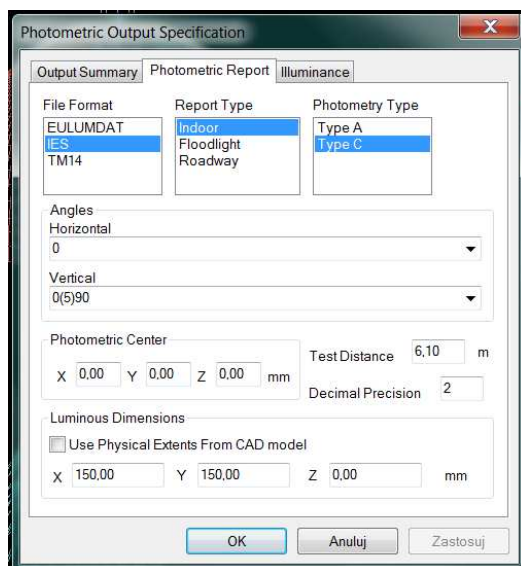 Photometric Output Specification
Output Summary Photometric Report Illuminance
File Format Report Type Photometry Type
EULUMDAT Indoor Type A
IES Floodlight Type C
TM14 Roadway
Angles
Horizontal
0
Vertical
0(5)90
Photometric Center
Test Distance 6,10 m
X 0,00 Y 0,00 Z 0,00 mm
Decimal Precision 2
Luminous Dimensions
Use Physical Extents From CAD model
X 150,00 Y 150,00 Z 0,00 mm
OK Anuluj Zastosuj